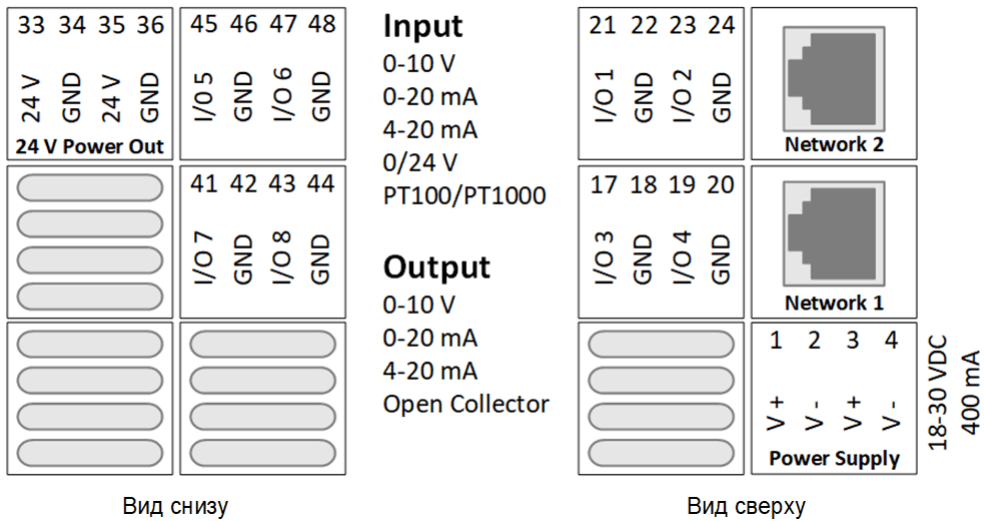 33 34 35 36
24 V GND 24 V GND
24 V Power Out
45 46 47 48
I/O 5 GND I/O 6 GND
41 42 43 44
I/O 7 GND I/O 8 GND
Вид снизу
Input
0-10 V
0-20 mA
4-20 mA
0/24 V
PT100/PT1000
Output
0-10 V
0-20 mA
4-20 mA
Open Collector
21 22 23 24
I/O 1 GND I/O 2 GND
Network 2
17 18 19 20
I/O 3 GND I/O 4 GND
Network 1
1 2 3 4
V + V - V + V -
Power Supply
18-30 VDC
400 mA
Вид сверху